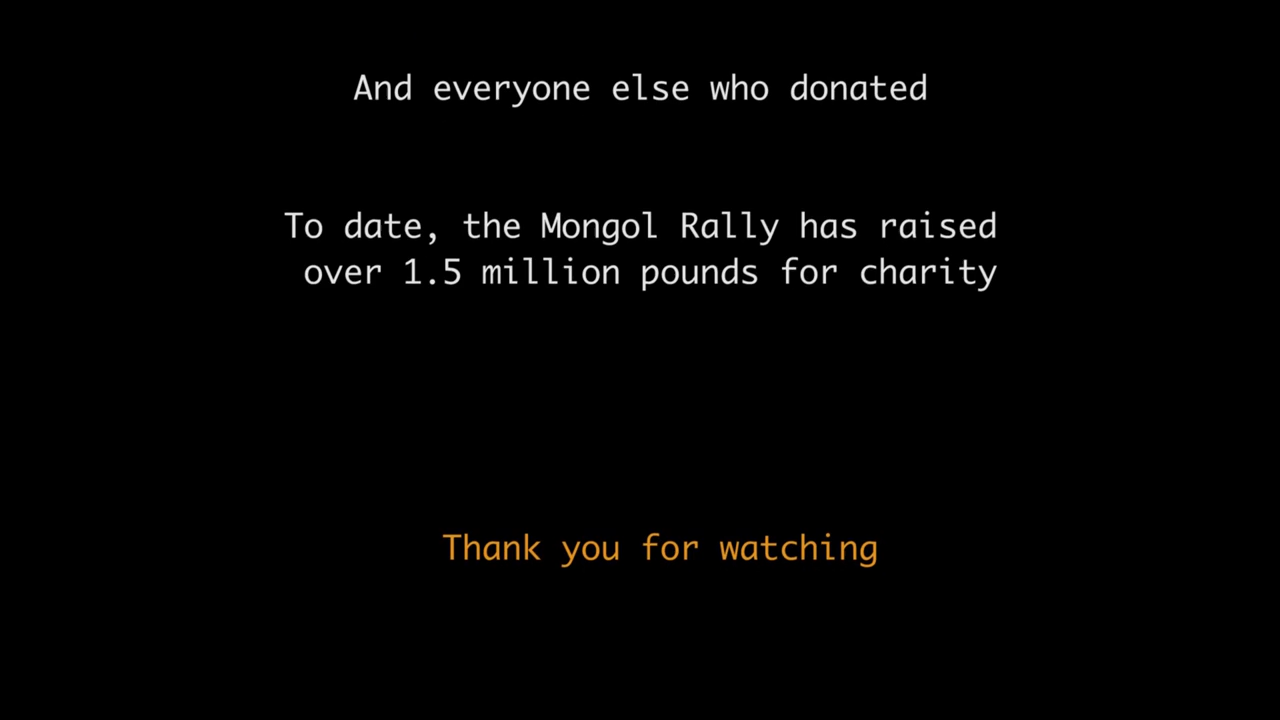 And everyone else who donated
To date, the Mongol Rally has raised
over 1.5 million pounds for charity
Thank you for watching